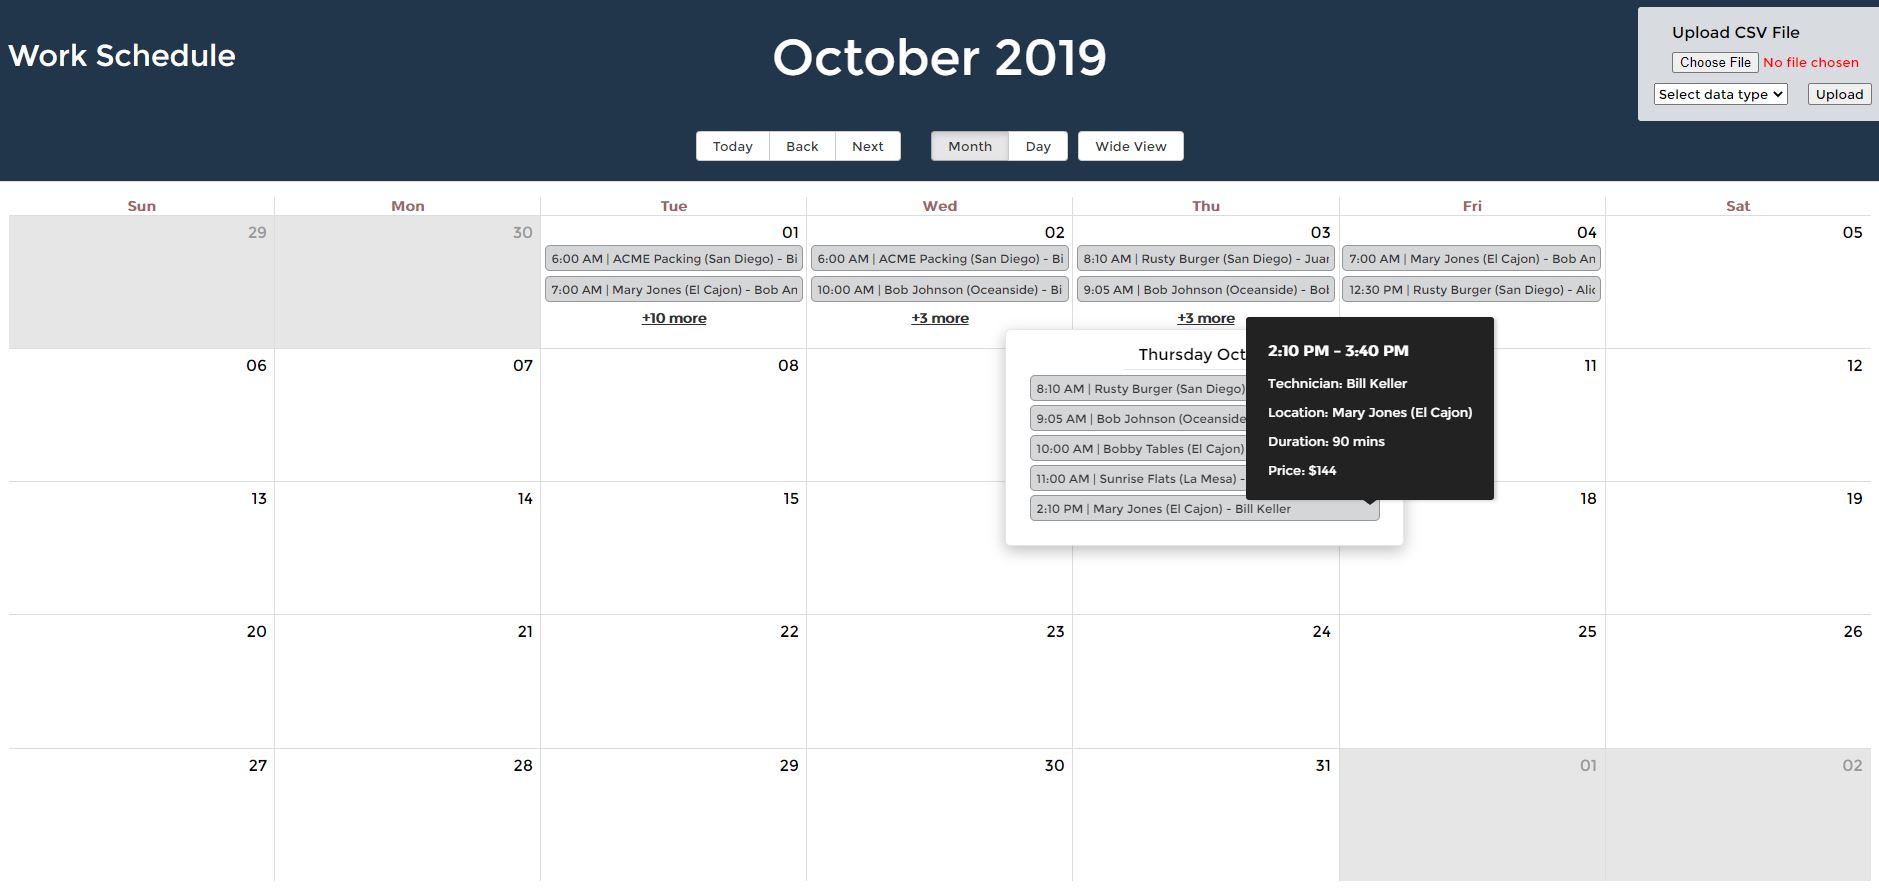 Work Schedule
October 2019
Upload CSV File
Choose File No file chosen
Select data type Upload
Today Back Next Month Day Wide View
Sun Mon Tue Wed Thu Fri Sat
29 30 01 02 03 04 05
6:00 AM | ACME Packing (San Diego) - Bi
7:00 AM | Mary Jones (El Cajon) - Bob An
+10 more
6:00 AM | ACME Packing (San Diego) - Bi
10:00 AM | Bob Johnson (Oceanside) - Bi
+3 more
8:10 AM | Rusty Burger (San Diego) - Juan
9:05 AM | Bob Johnson (Oceanside) - Bob
+3 more
7:00 AM | Mary Jones (El Cajon) - Bob An
12:30 PM | Rusty Burger (San Diego) - Alic
Thursday Oct
8:10 AM | Rusty Burger (San Diego)
9:05 AM | Bob Johnson (Oceanside
10:00 AM | Bobby Tables (El Cajon)
11:00 AM | Sunrise Flats (La Mesa) -
2:10 PM | Mary Jones (El Cajon) - Bill Keller
2:10 PM - 3:40 PM
Technician: Bill Keller
Location: Mary Jones (El Cajon)
Duration: 90 mins
Price: $144
06 07 08 11 12
13 14 15 18 19
20 21 22 23 24 25 26
27 28 29 30 31 01 02